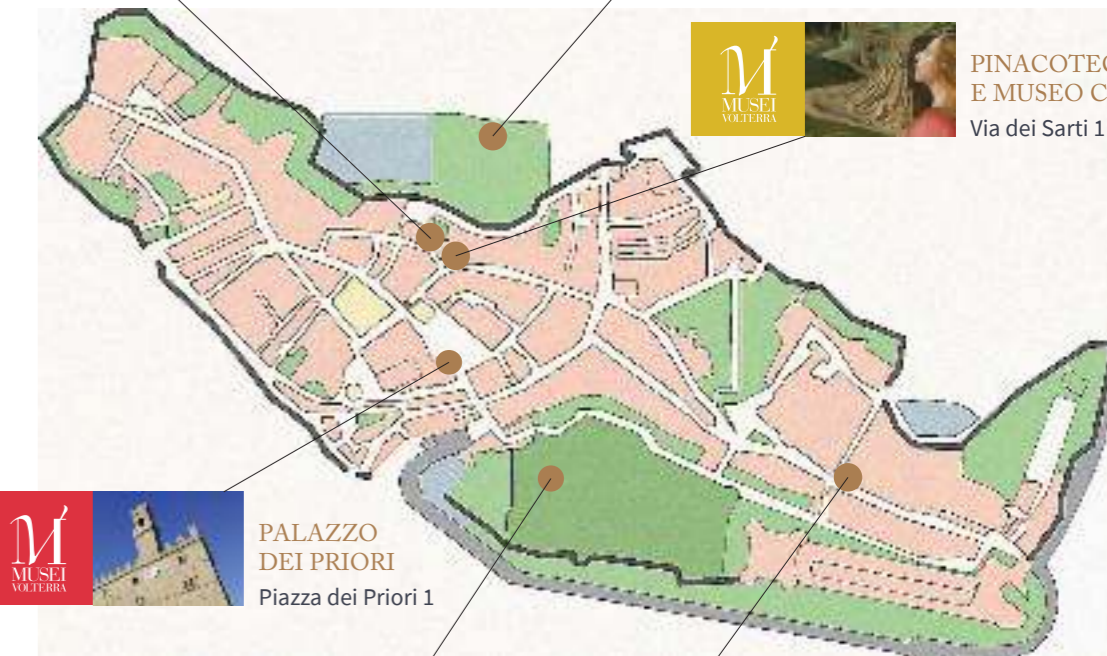 MUSEI
VOLTERRA
PINACOTEC
E MUSEO C
Via dei Sarti 1
MUSEI
VOLTERRA
PALAZZO
DEI PRIORI
Piazza dei Priori 1